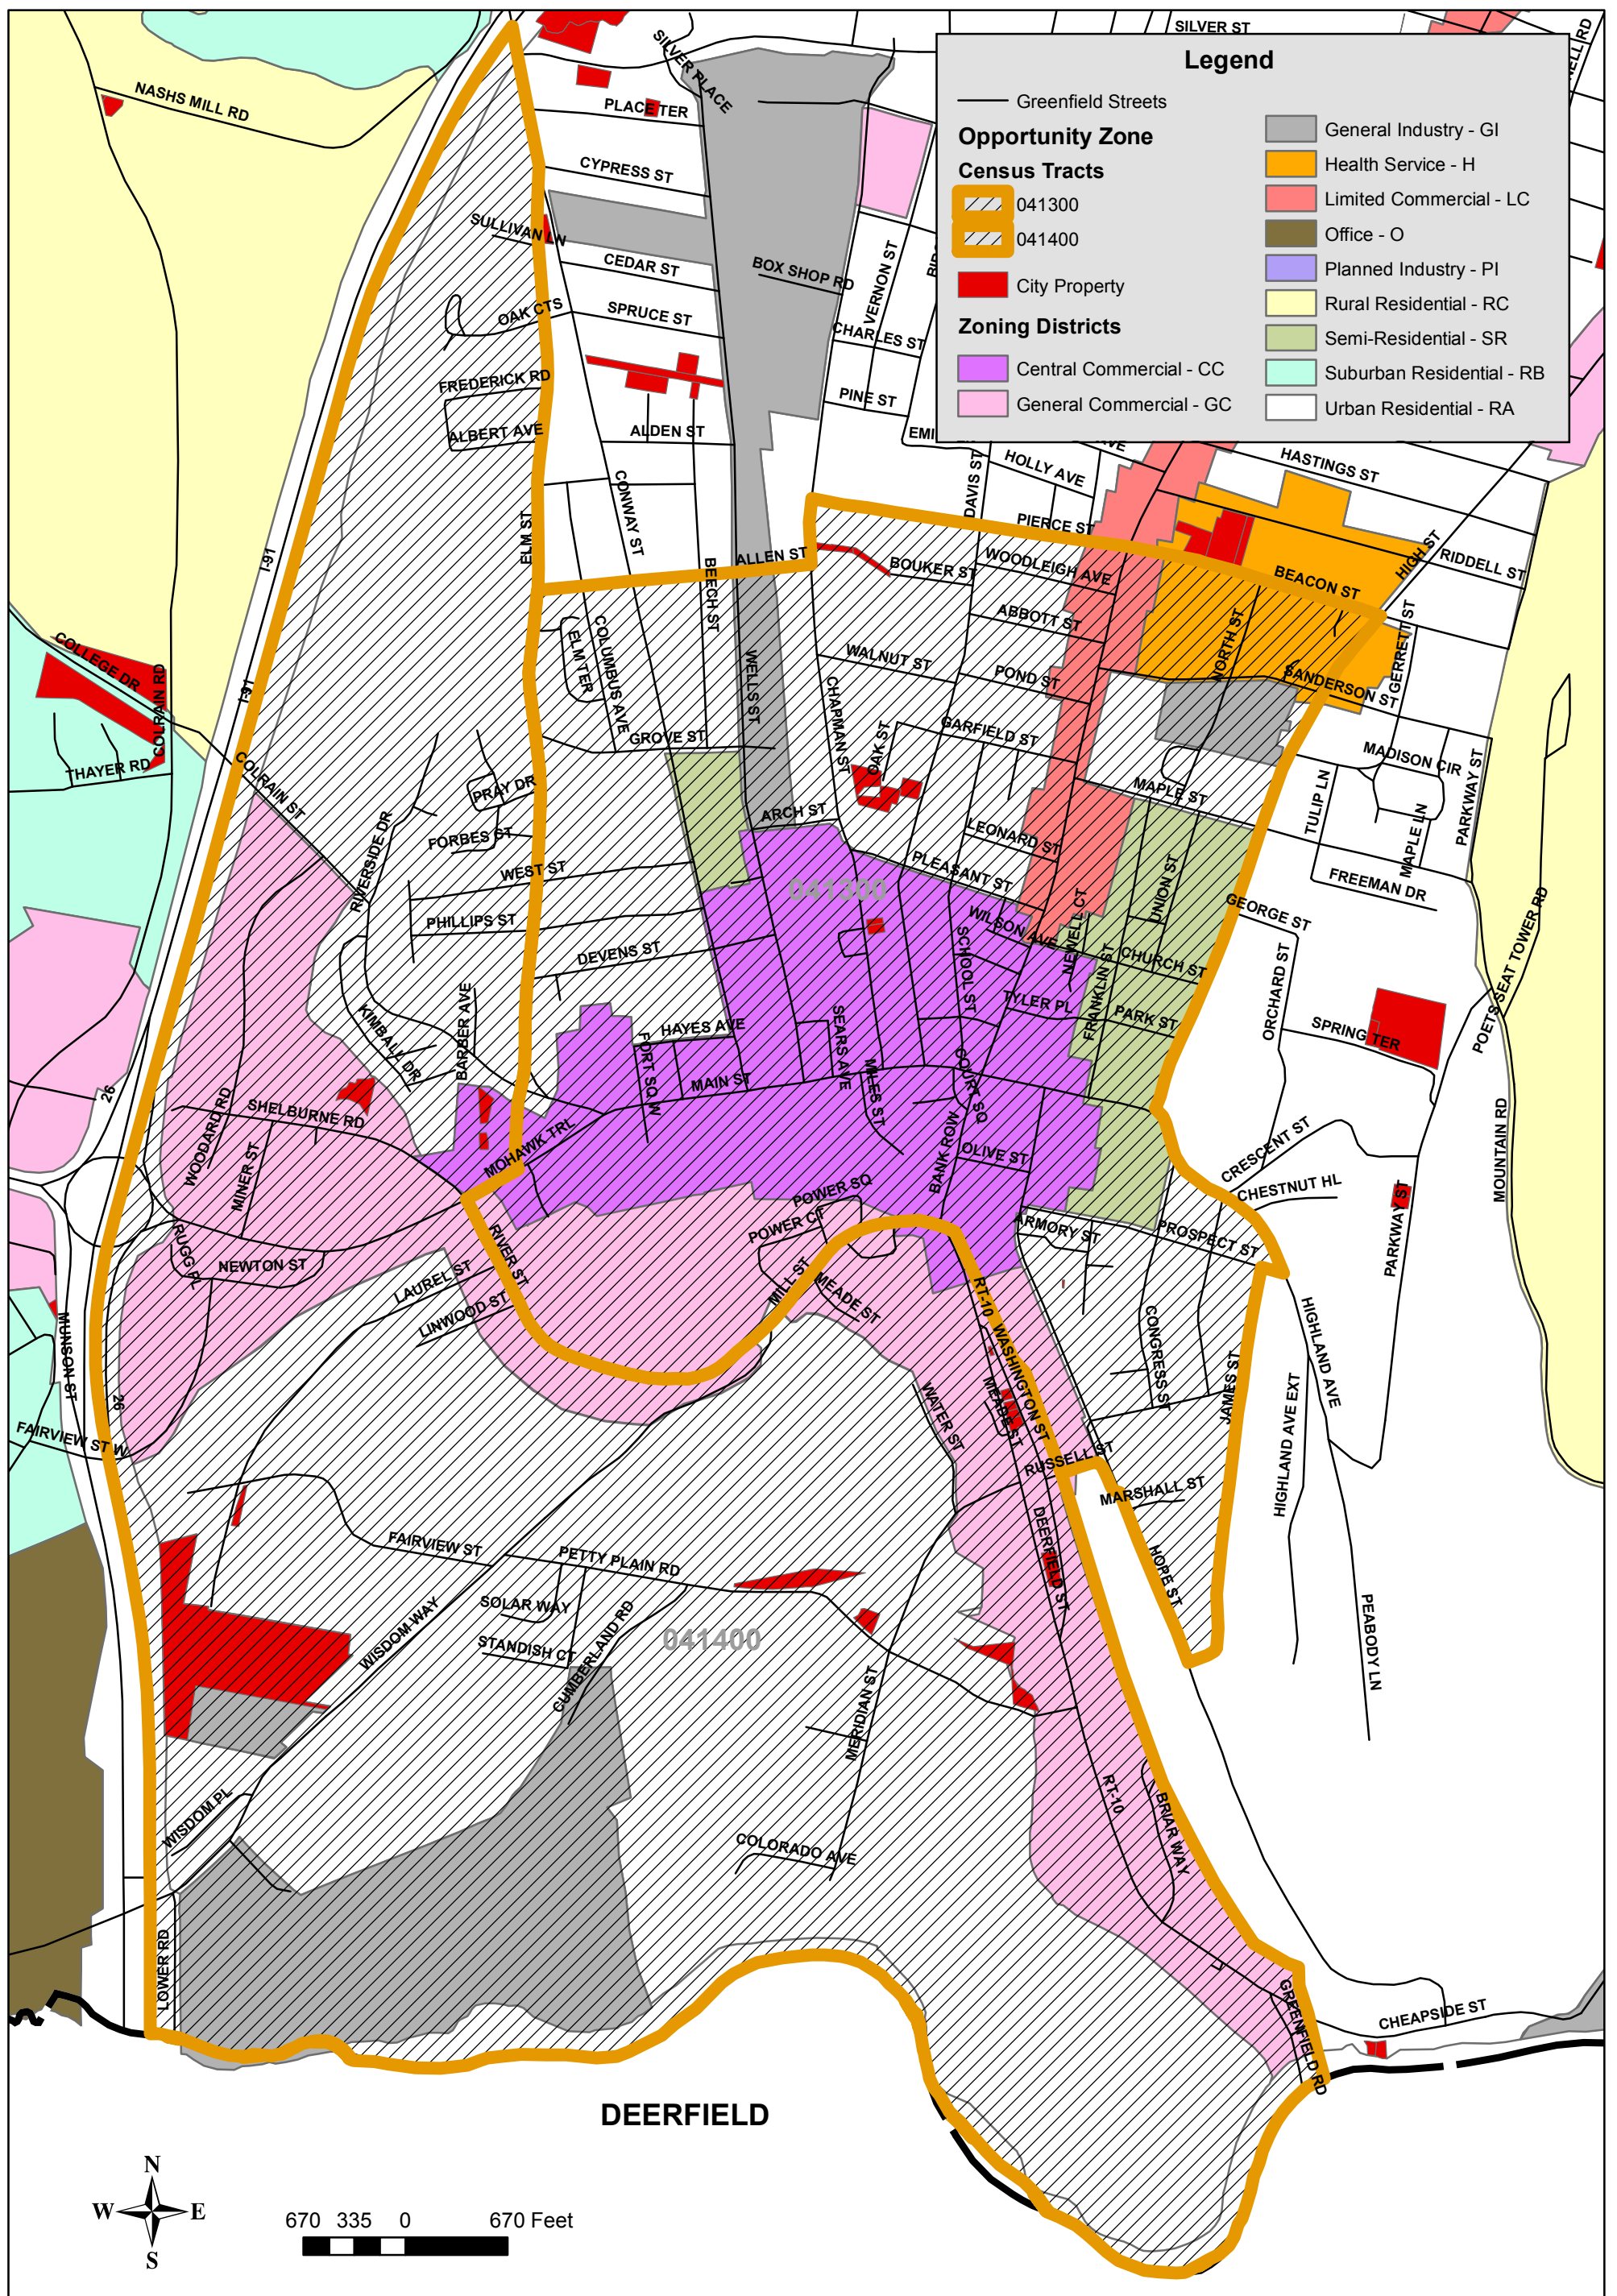 SILVER ST
SILVER PLACE
NASHS MILL RD
PLACE TER
CYPRESS ST
SULLIVAN LN
CEDAR ST
BOX SHOP RD
VERNON ST
OAK CTS
SPRUCE ST
CHARLES ST
FREDERICK RD
PINE ST
ALBERT AVE
ALDEN ST
Legend
Greenfield Streets
Opportunity Zone
Census Tracts
041300
041400
City Property
Zoning Districts
Central Commercial - CC
General Commercial - GC
General Industry - GI
Health Service - H
Limited Commercial - LC
Office - O
Planned Industry - PI
Rural Residential - RC
Semi-Residential - SR
Suburban Residential - RB
Urban Residential - RA
HASTINGS ST
HOLLY AVE
DAVIS ST
CONWAY ST
PIERCE ST
ELM ST
I-91
ALLEN ST
BEECH ST
BOUKER ST
WOODLEIGH AVE
RIDDELL ST
HIGH ST
BEACON ST
ABBOTT ST
NORTH ST
GERRETT ST
ELM TER
COLUMBUS AVE
WALNUT ST
COLLEGE DR
COLRAIN RD
I-91
WELLS ST
POND ST
SANDERSON ST
CHAPMAN ST
OAK ST
GARFIELD ST
GROVE ST
MADISON CIR
THAYER RD
COLRAIN ST
PRAY DR
MAPLE ST
TULIP LN
PARKWAY ST
MAPLE LN
ARCH ST
FORBES ST
LEONARD ST
RIVERSIDE DR
WEST ST
PLEASANT ST
041300
UNION ST
FREEMAN DR
GEORGE ST
PHILLIPS ST
WILSON AVE
NEWELL CT
SCHOOL ST
DEVENS ST
CHURCH ST
FRANKLIN ST
ORCHARD ST
POETS SEAT TOWER RD
KIMBALL DR
BARBER AVE
TYLER PL
PARK ST
HAYES AVE
SEARS AVE
SPRING TER
FORT SQ W
MAIN ST
MILES ST
COURT SQ
26
WOODARD RD
SHELBURNE RD
MINER ST
MOHAWK TRL
BANK ROW
OLIVE ST
CRESCENT ST
MOUNTAIN RD
CHESTNUT HL
POWER SQ
POWER CT
PARKWAY ST
RUGG PL
NEWTON ST
RIVER ST
ARMORY ST
PROSPECT ST
LAUREL ST
LINWOOD ST
MILL ST
MEADE ST
RT-10
WASHINGTON ST
CONGRESS ST
JAMES ST
HIGHLAND AVE
HIGHLAND AVE EXT
MUNSON ST
26
MEADE ST
WATER ST
FAIRVIEW ST W
RUSSELL ST
MARSHALL ST
DEERFIELD ST
HOPE ST
FAIRVIEW ST
PETTY PLAIN RD
SOLAR WAY
STANDISH CT
CUMBERLAND RD
WISDOM WAY
041400
PEABODY LN
MERIDIAN ST
WISDOM PL
COLORADO AVE
RT-10
BRIAR WAY
LOWER RD
GREENFIELD RD
CHEAPSIDE ST
DEERFIELD
N
W E
S
670 335 0 670 Feet